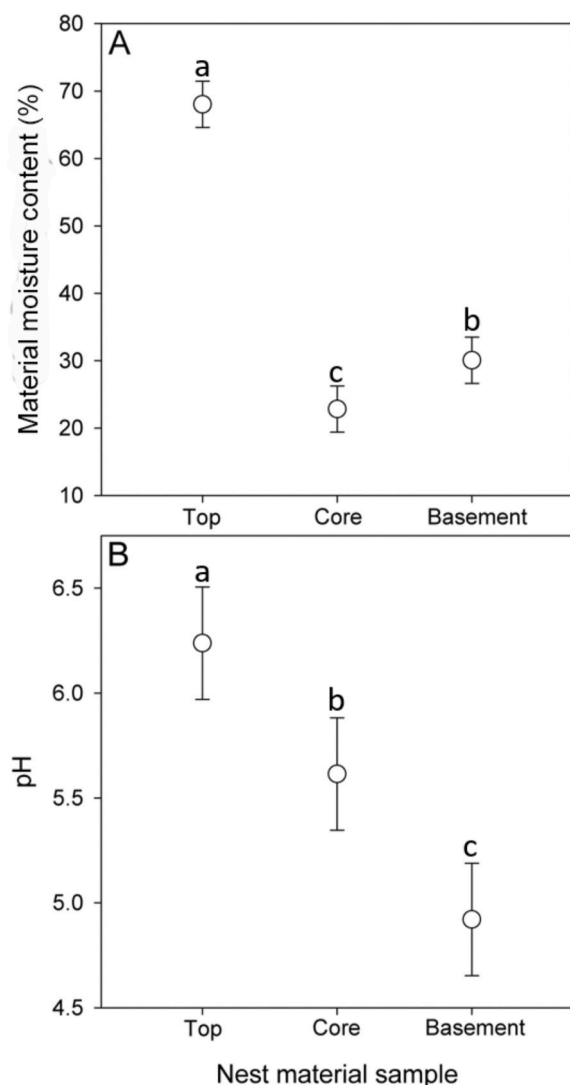 A
Material moisture content (%)
80
70
60
50
40
30
20
10
a
c
b
Top Core Basement
B
pH
6.5
6.0
5.5
5.0
4.5
a
b
c
Top Core Basement
Nest material sample